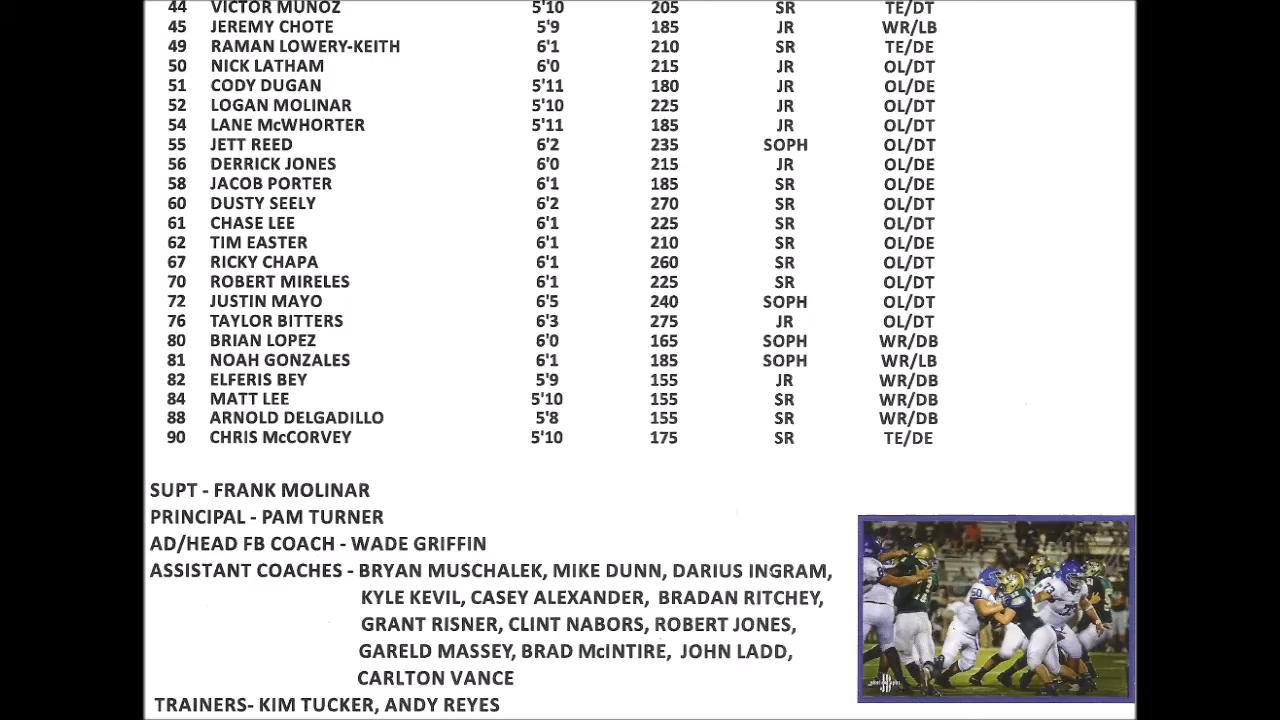 44 VICTOR MUNOZ 5'10 205 SR TE/DT
45 JEREMY CHOTE 5'9 185 JR WR/LB
49 RAMAN LOWERY-KEITH 6'1 210 SR TE/DE
50 NICK LATHAM 6'0 215 JR OL/DT
51 CODY DUGAN 5'11 180 JR OL/DE
52 LOGAN MOLINAR 5'10 225 JR OL/DT
54 LANE McWHORTER 5'11 185 JR OL/DT
55 JETT REED 6'2 235 SOPH OL/DT
56 DERRICK JONES 6'0 215 JR OL/DE
58 JACOB PORTER 6'1 185 SR OL/DE
60 DUSTY SEELY 6'2 270 SR OL/DT
61 CHASE LEE 6'1 225 SR OL/DT
62 TIM EASTER 6'1 210 SR OL/DE
67 RICKY CHAPA 6'1 260 SR OL/DT
70 ROBERT MIRELES 6'1 225 SR OL/DT
72 JUSTIN MAYO 6'5 240 SOPH OL/DT
76 TAYLOR BITTERS 6'3 275 JR OL/DT
80 BRIAN LOPEZ 6'0 165 SOPH WR/DB
81 NOAH GONZALES 6'1 185 SOPH WR/LB
82 ELFERIS BEY 5'9 155 JR WR/DB
84 MATT LEE 5'10 155 SR WR/DB
88 ARNOLD DELGADILLO 5'8 155 SR WR/DB
90 CHRIS McCORVEY 5'10 175 SR TE/DE
SUPT - FRANK MOLINAR
PRINCIPAL - PAM TURNER
AD/HEAD FB COACH - WADE GRIFFIN
ASSISTANT COACHES - BRYAN MUSCHALEK, MIKE DUNN, DARIUS INGRAM,
KYLE KEVIL, CASEY ALEXANDER, BRADAN RITCHEY,
GRANT RISNER, CLINT NABORS, ROBERT JONES,
GARELD MASSEY, BRAD McINTIRE, JOHN LADD,
CARLTON VANCE
TRAINERS- KIM TUCKER, ANDY REYES